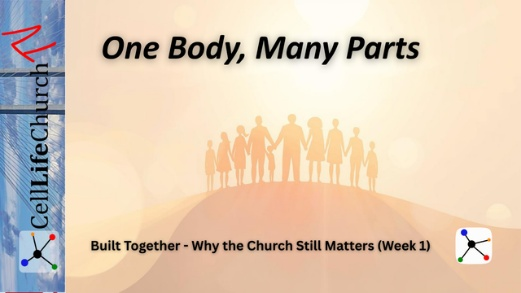 One Body, Many Parts
CellLifeChurch
Built Together - Why the Church Still Matters (Week 1)